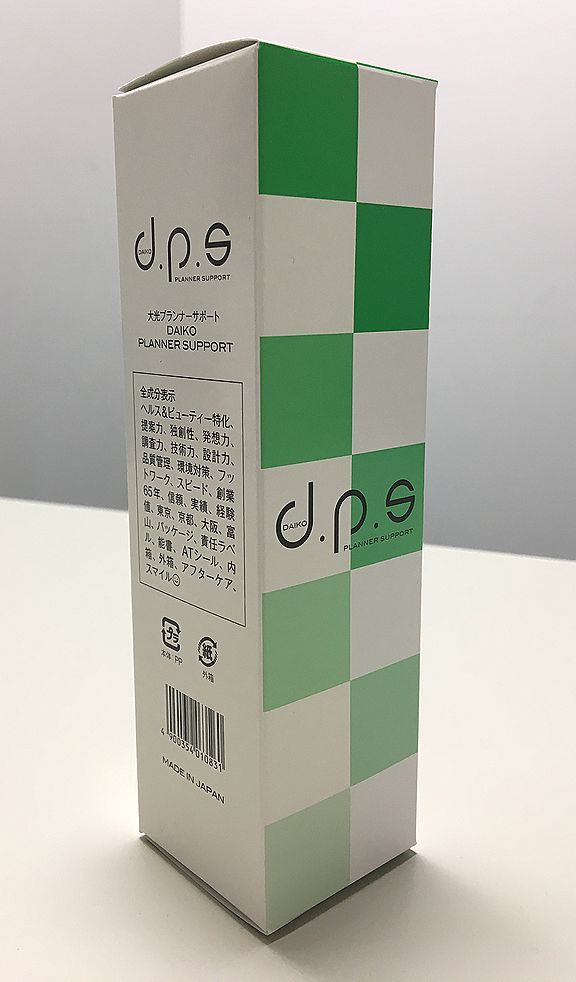 DAIKO
d.p.s
PLANNER SUPPORT
大光プランナーサポート
DAIKO
PLANNER SUPPORT
全成分表示
ヘルス&ビューティー特化、
提案力、独創性、発想力、
調査力、技術力、設計力、
品質管理、環境対策、フッ
トワーク、スピード、創業
65年、信頼、実績、経験
値、東京、京都、大阪、富
山、パッケージ、責任ラベ
ル、能書、ATシール、内
箱、外箱、アフターケア、
スマイル☺
プラ
本体:PP
紙
外箱
4900354010831
MADE IN JAPAN
DAIKO
d.p.s
PLANNER SUPPORT